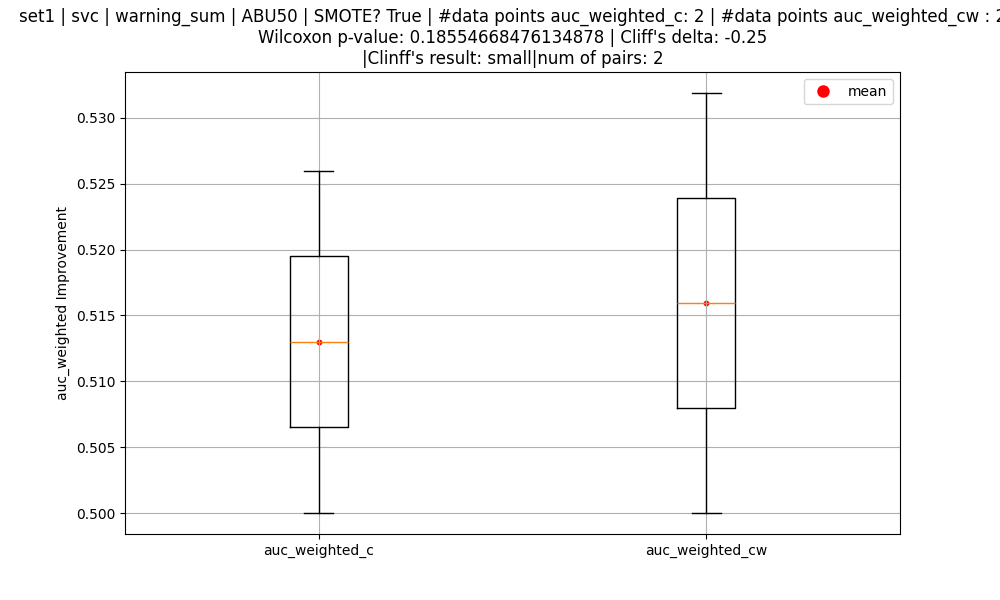 set1 | svc | warning_sum | ABU50 | SMOTE? True | #data points auc_weighted_c: 2 | #data points auc_weighted_cw : 2
Wilcoxon p-value: 0.18554668476134878 | Cliff's delta: -0.25
|Clinff's result: small|num of pairs: 2
mean
0.530
0.525
0.520
0.515
0.510
0.505
0.500
auc_weighted Improvement
auc_weighted_c
auc_weighted_cw